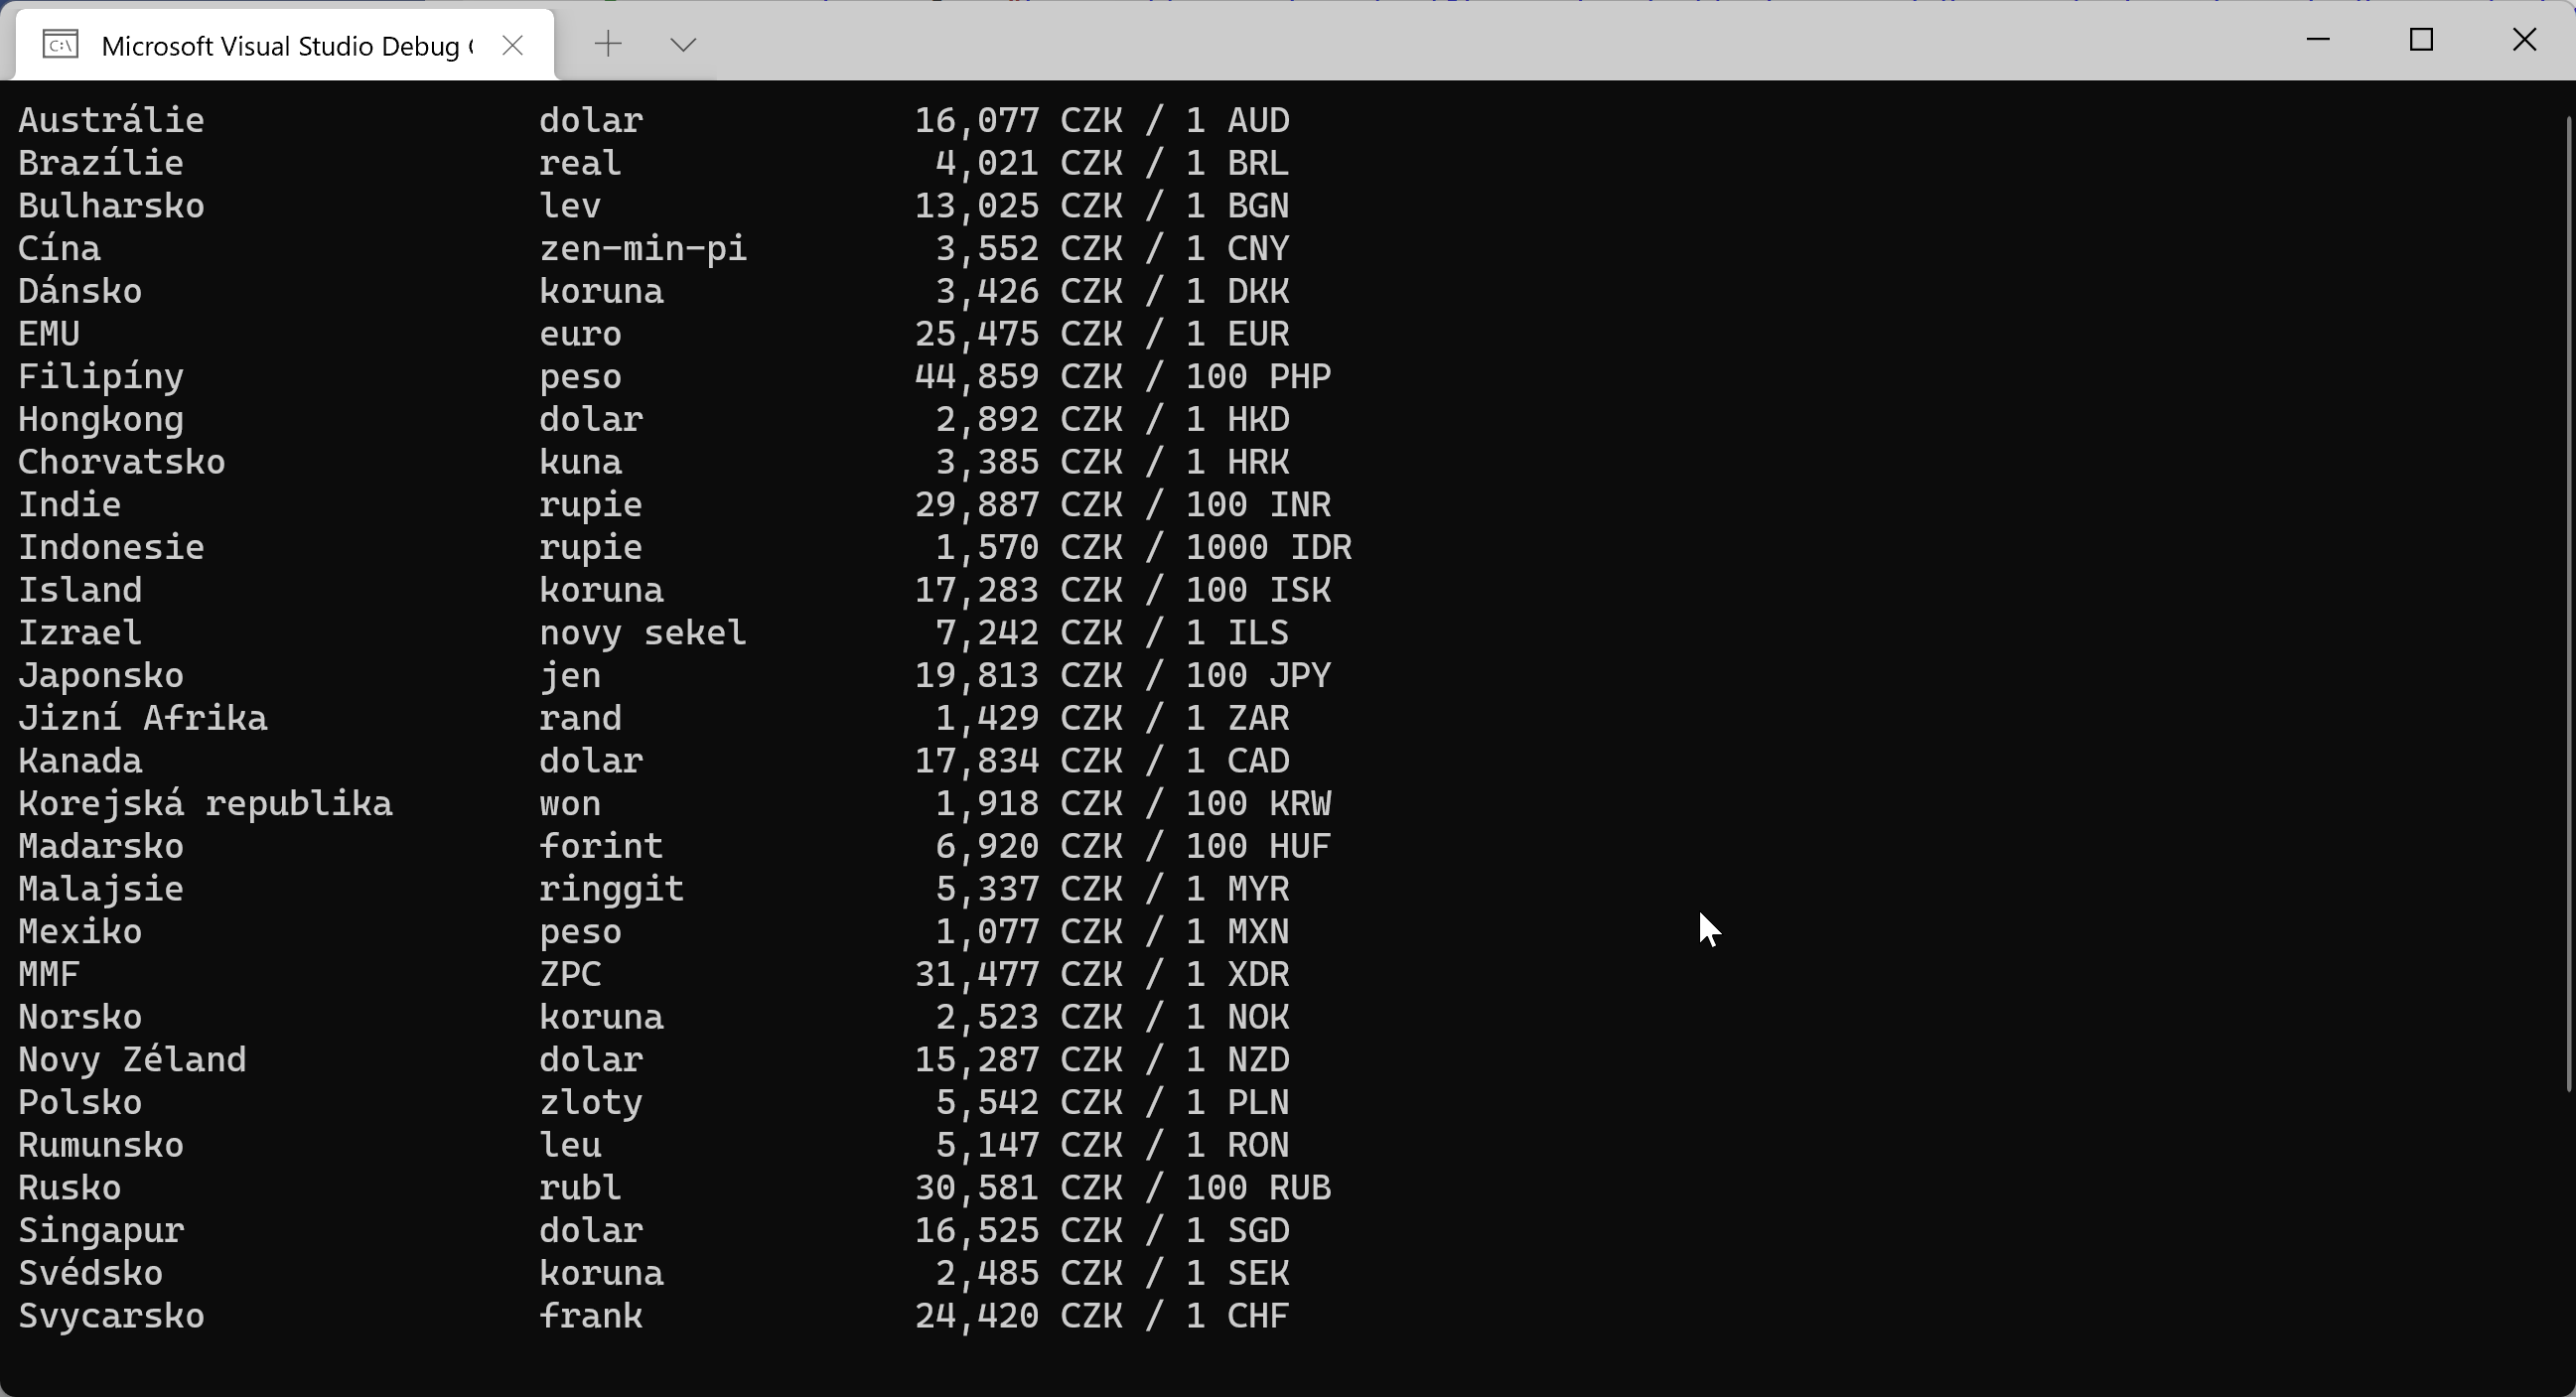 Microsoft Visual Studio Debug
Austrálie dolar 16,077 CZK / 1 AUD
Brazílie real 4,021 CZK / 1 BRL
Bulharsko lev 13,025 CZK / 1 BGN
Cína zen-min-pi 3,552 CZK / 1 CNY
Dánsko koruna 3,426 CZK / 1 DKK
EMU euro 25,475 CZK / 1 EUR
Filipíny peso 44,859 CZK / 100 PHP
Hongkong dolar 2,892 CZK / 1 HKD
Chorvatsko kuna 3,385 CZK / 1 HRK
Indie rupie 29,887 CZK / 100 INR
Indonesie rupie 1,570 CZK / 1000 IDR
Island koruna 17,283 CZK / 100 ISK
Izrael novy sekel 7,242 CZK / 1 ILS
Japonsko jen 19,813 CZK / 100 JPY
Jizní Afrika rand 1,429 CZK / 1 ZAR
Kanada dolar 17,834 CZK / 1 CAD
Korejská republika won 1,918 CZK / 100 KRW
Madarsko forint 6,920 CZK / 100 HUF
Malajsie ringgit 5,337 CZK / 1 MYR
Mexiko peso 1,077 CZK / 1 MXN
MMF ZPC 31,477 CZK / 1 XDR
Norsko koruna 2,523 CZK / 1 NOK
Novy Zéland dolar 15,287 CZK / 1 NZD
Polsko zloty 5,542 CZK / 1 PLN
Rumunsko leu 5,147 CZK / 1 RON
Rusko rubl 30,581 CZK / 100 RUB
Singapur dolar 16,525 CZK / 1 SGD
Svédsko koruna 2,485 CZK / 1 SEK
Svycarsko frank 24,420 CZK / 1 CHF